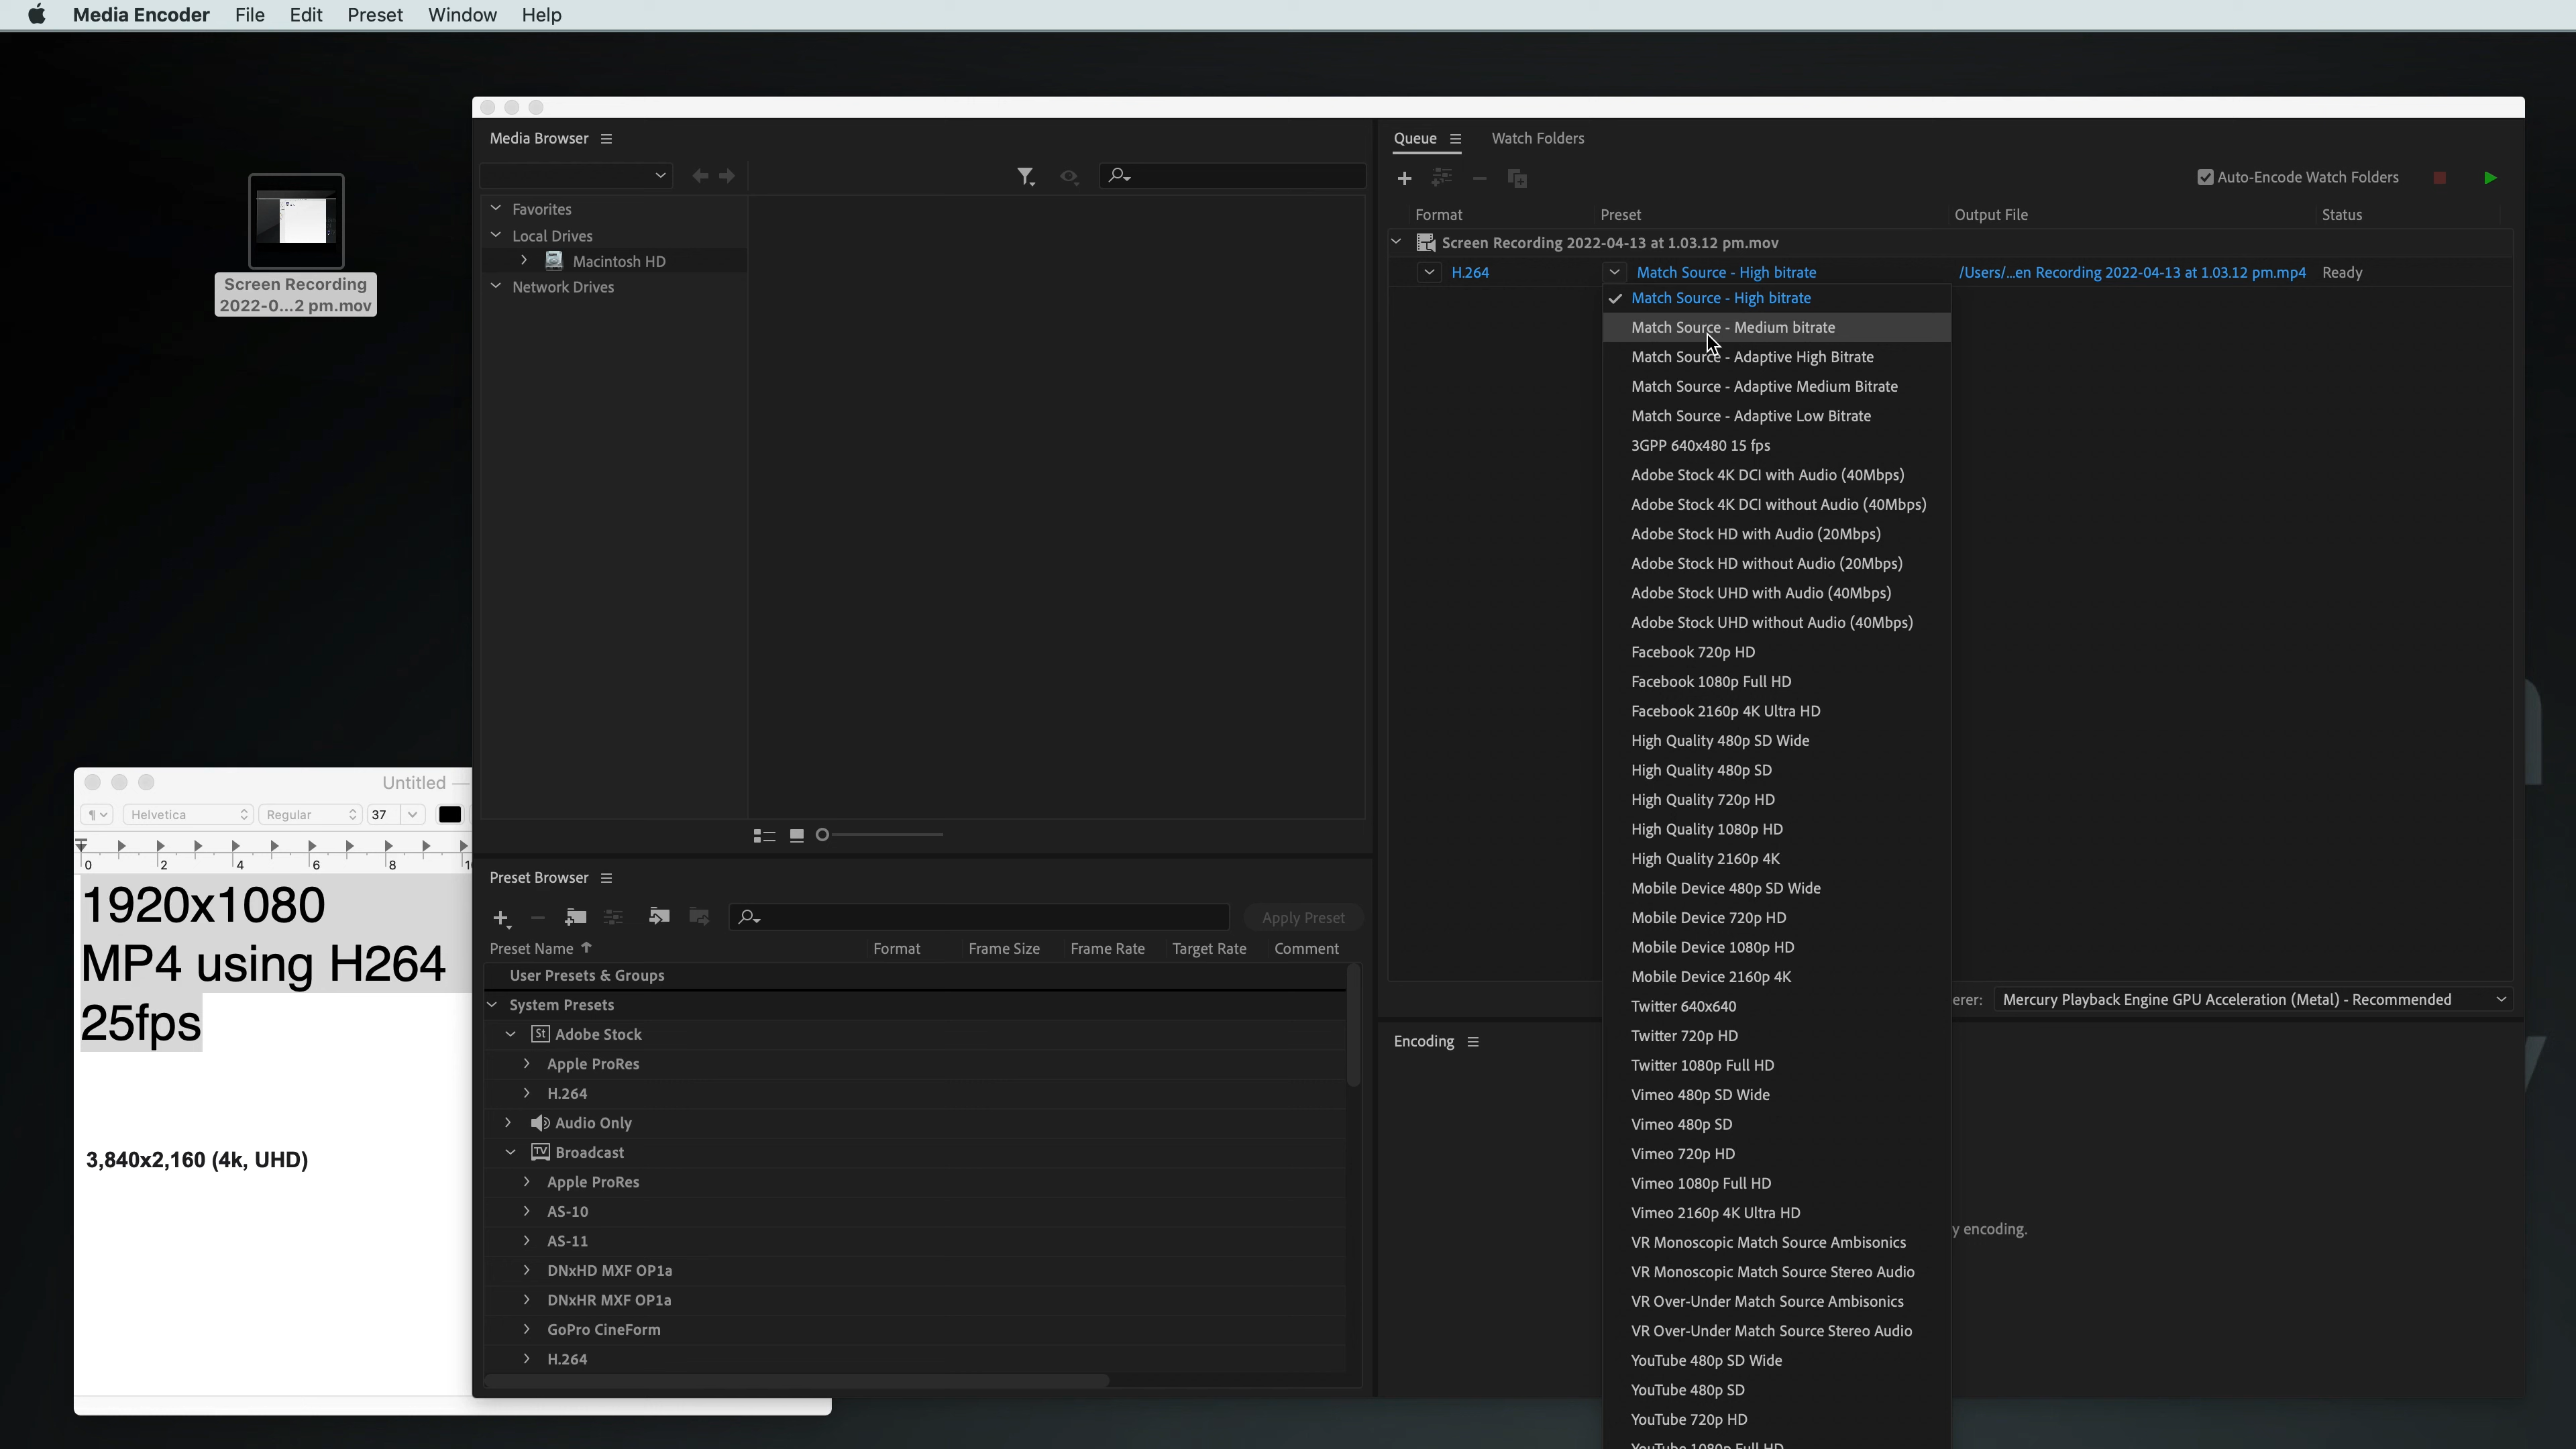 Media Encoder File Edit Preset Window Help
Screen Recording
2022-0...2 pm.mov
Untitled —
Helvetica Regular 37
0 2 4 6 8
1920x1080
MP4 using H264
25fps
3,840x2,160 (4k, UHD)
Media Browser
Favorites
Local Drives
Macintosh HD
Network Drives
Preset Browser
Apply Preset
Preset Name Format Frame Size Frame Rate Target Rate Comment
User Presets & Groups
System Presets
St Adobe Stock
Apple ProRes
H.264
Audio Only
TV Broadcast
Apple ProRes
AS-10
AS-11
DNxHD MXF OP1a
DNxHR MXF OP1a
GoPro CineForm
H.264
Queue Watch Folders
Auto-Encode Watch Folders
Format Preset Output File Status
Screen Recording 2022-04-13 at 1.03.12 pm.mov
H.264 Match Source - High bitrate /Users/...en Recording 2022-04-13 at 1.03.12 pm.mp4 Ready
Match Source - High bitrate
Match Source - Medium bitrate
Match Source - Adaptive High Bitrate
Match Source - Adaptive Medium Bitrate
Match Source - Adaptive Low Bitrate
3GPP 640x480 15 fps
Adobe Stock 4K DCI with Audio (40Mbps)
Adobe Stock 4K DCI without Audio (40Mbps)
Adobe Stock HD with Audio (20Mbps)
Adobe Stock HD without Audio (20Mbps)
Adobe Stock UHD with Audio (40Mbps)
Adobe Stock UHD without Audio (40Mbps)
Facebook 720p HD
Facebook 1080p Full HD
Facebook 2160p 4K Ultra HD
High Quality 480p SD Wide
High Quality 480p SD
High Quality 720p HD
High Quality 1080p HD
High Quality 2160p 4K
Mobile Device 480p SD Wide
Mobile Device 720p HD
Mobile Device 1080p HD
Mobile Device 2160p 4K
Twitter 640x640
Twitter 720p HD
Twitter 1080p Full HD
Vimeo 480p SD Wide
Vimeo 480p SD
Vimeo 720p HD
Vimeo 1080p Full HD
Vimeo 2160p 4K Ultra HD
VR Monoscopic Match Source Ambisonics
VR Monoscopic Match Source Stereo Audio
VR Over-Under Match Source Ambisonics
VR Over-Under Match Source Stereo Audio
YouTube 480p SD Wide
YouTube 480p SD
YouTube 720p HD
YouTube 1080p Full HD
erer: Mercury Playback Engine GPU Acceleration (Metal) - Recommended
Encoding
y encoding.